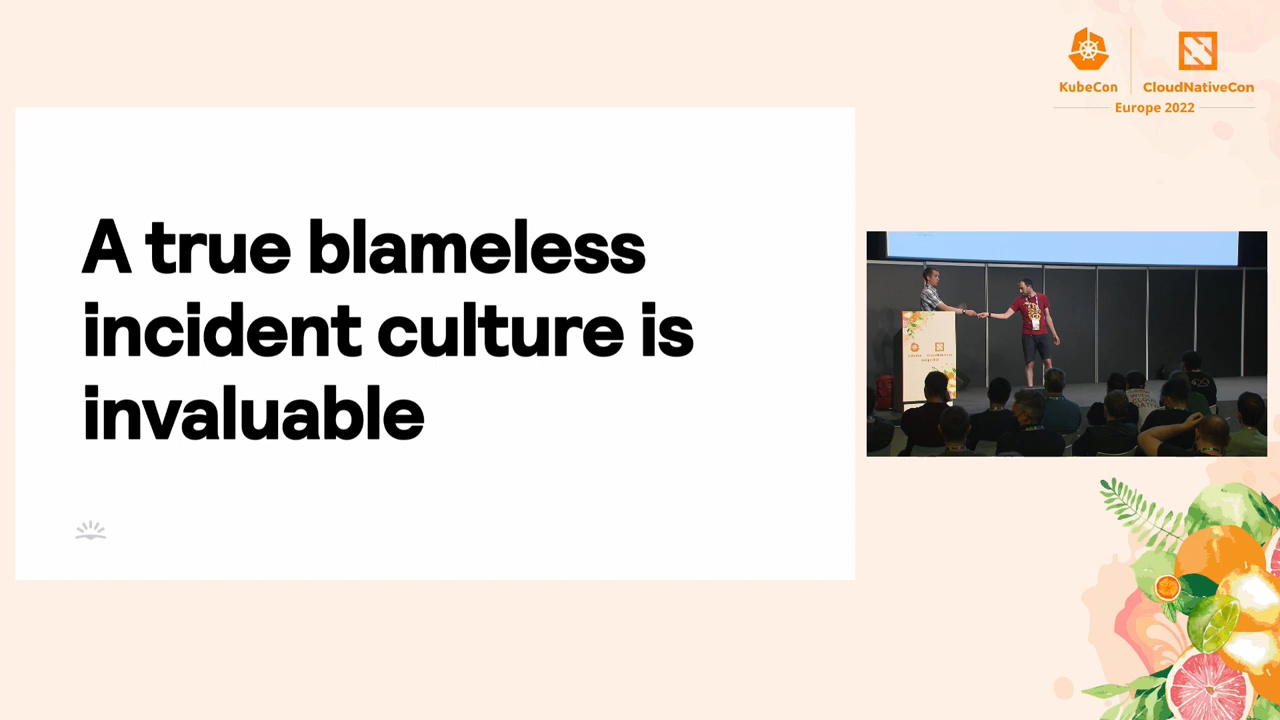 KubeCon
CloudNativeCon
Europe 2022
A true blameless
incident culture is
invaluable